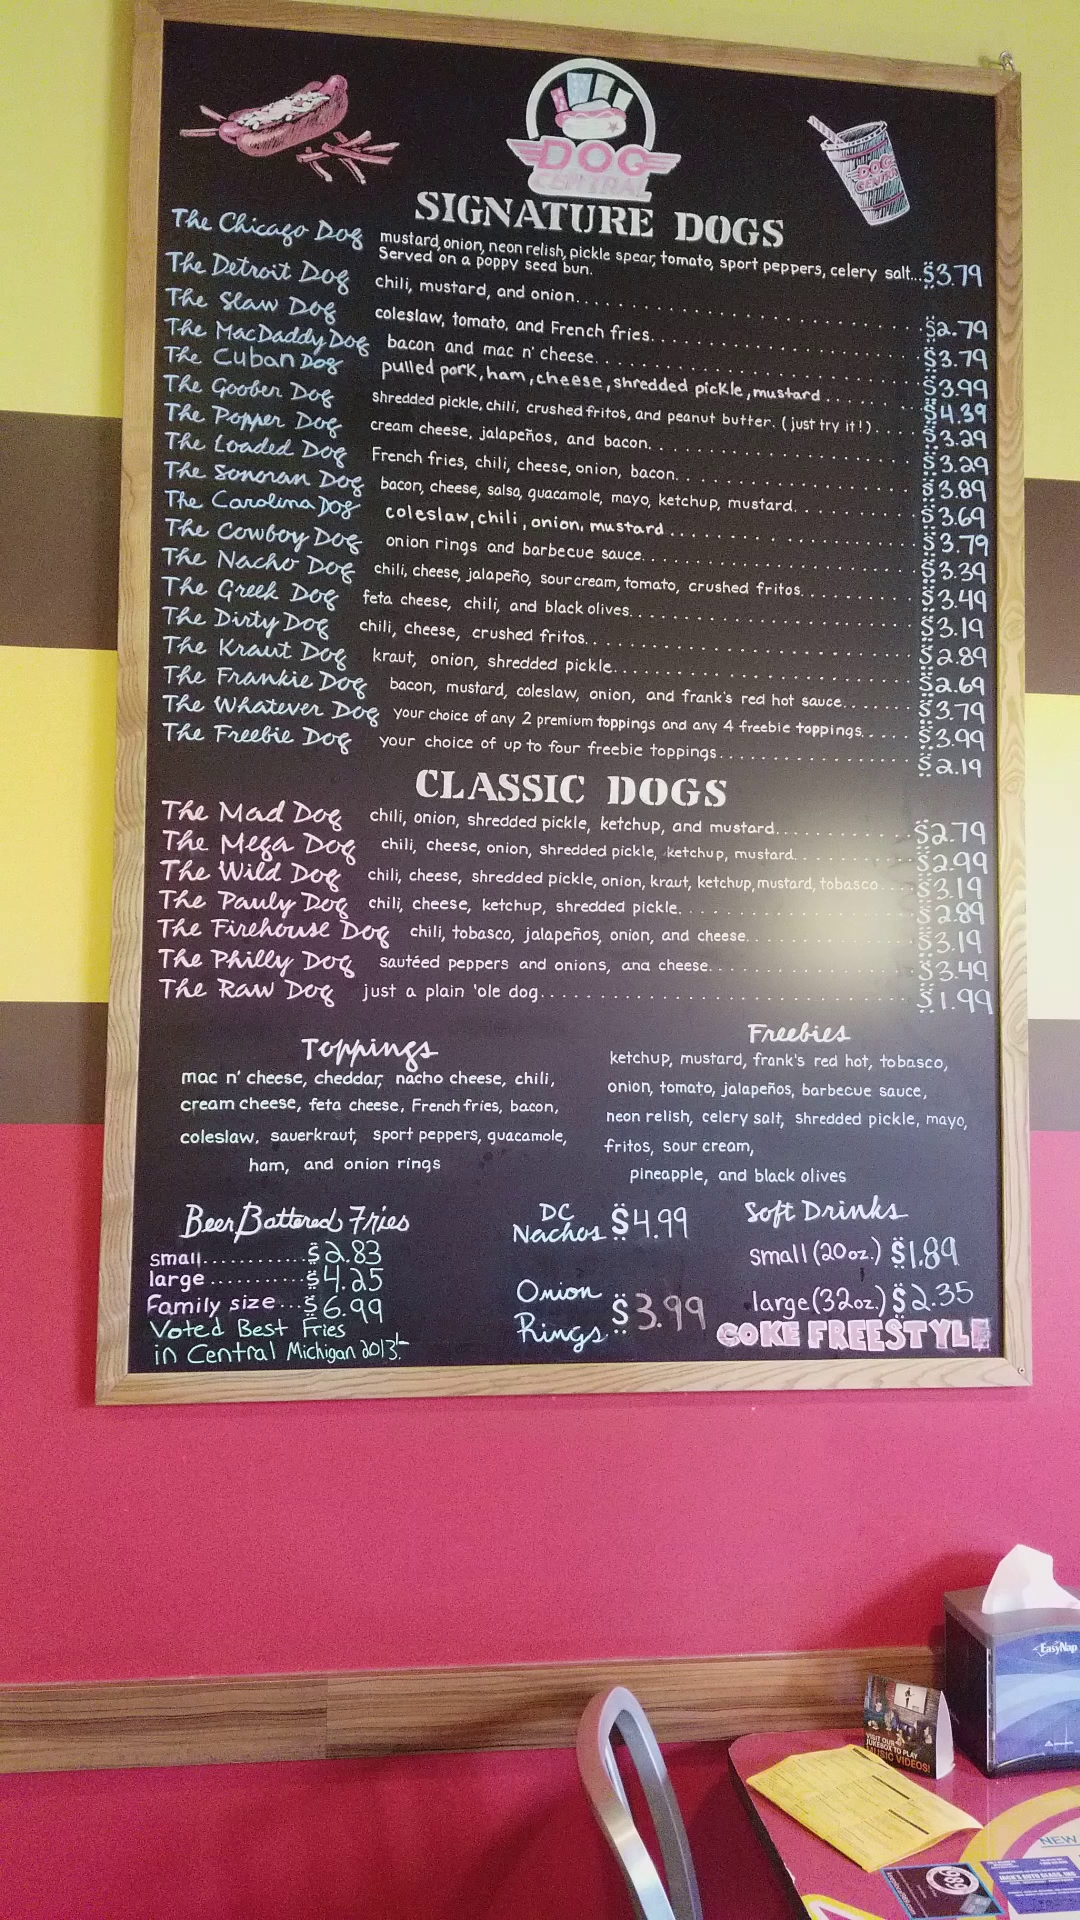 DOG
CENTRAL
DOG
CENTRAL
SIGNATURE DOGS
The Chicago Dog mustard, onion, neon relish, pickle spear, tomato, sport peppers, celery salt...$3.79
Served on a poppy seed bun.
The Detroit Dog chili, mustard, and onion. $2.79
The Slaw Dog coleslaw, tomato, and French fries. $3.79
The MacDaddy Dog bacon and mac n' cheese. $3.99
The Cuban Dog pulled pork, ham, cheese, shredded pickle, mustard $4.39
The Goober Dog shredded pickle, chili, crushed fritos, and peanut butter. (just try it!) $3.29
The Popper Dog cream cheese, jalapeños, and bacon. $3.29
The Loaded Dog French fries, chili, cheese, onion, bacon. $3.89
The Sonoran Dog bacon, cheese, salsa, guacamole, mayo, ketchup, mustard. $3.69
The Carolina Dog coleslaw, chili, onion, mustard $3.79
The Cowboy Dog onion rings and barbecue sauce. $3.39
The Nacho Dog chili, cheese, jalapeño, sour cream, tomato, crushed fritos. $3.49
The Greek Dog feta cheese, chili, and black olives. $3.19
The Dirty Dog chili, cheese, crushed fritos. $2.89
The Kraut Dog kraut, onion, shredded pickle. $2.69
The Frankie Dog bacon, mustard, coleslaw, onion, and frank's red hot sauce. $3.79
The Whatever Dog your choice of any 2 premium toppings and any 4 freebie toppings. $3.99
The Freebie Dog your choice of up to four freebie toppings. $2.19
CLASSIC DOGS
The Mad Dog chili, onion, shredded pickle, ketchup, and mustard. $2.79
The Mega Dog chili, cheese, onion, shredded pickle, ketchup, mustard. $2.99
The Wild Dog chili, cheese, shredded pickle, onion, kraut, ketchup, mustard, tobasco $3.19
The Pauly Dog chili, cheese, ketchup, shredded pickle. $2.89
The Firehouse Dog chili, tobasco, jalapeños, onion, and cheese. $3.19
The Philly Dog sautéed peppers and onions, and cheese. $3.49
The Raw Dog just a plain 'ole dog. $1.99
Toppings
mac n' cheese, cheddar, nacho cheese, chili,
cream cheese, feta cheese, French fries, bacon,
coleslaw, sauerkraut, sport peppers, guacamole,
ham, and onion rings
Freebies
ketchup, mustard, frank's red hot, tobasco,
onion, tomato, jalapeños, barbecue sauce,
neon relish, celery salt, shredded pickle, mayo,
fritos, sour cream,
pineapple, and black olives
Beer Battered Fries
small............$2.83
large..........$4.25
Family size...$6.99
Voted Best Fries
in Central Michigan 2013!
DC
Nachos $4.99
Onion
Rings $3.99
Soft Drinks
small (20oz.) $1.89
large (32oz.) $2.35
COKE FREESTYLE
EasyNap
VISIT OUR
JUKEBOX TO PLAY
MUSIC VIDEOS!
NEW
989